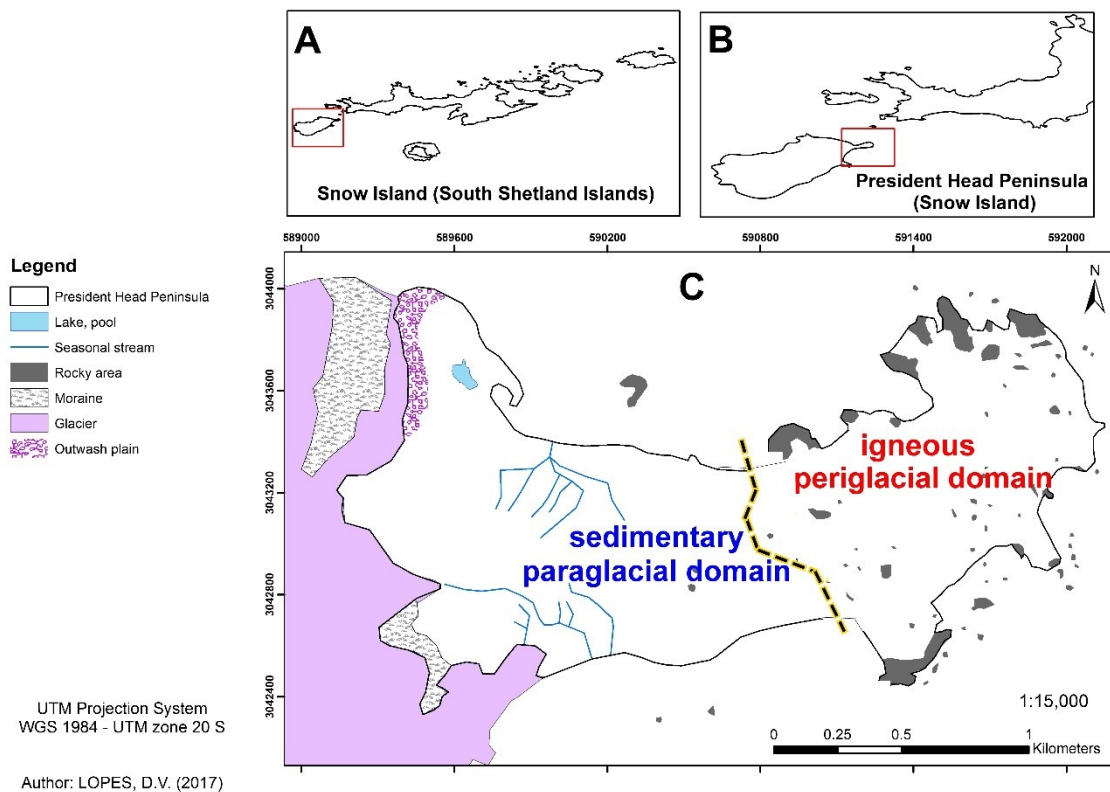 A
Snow Island (South Shetland Islands)
B
President Head Peninsula
(Snow Island)
589000
589600
590200
590800
591400
592000
Legend
President Head Peninsula
Lake, pool
Seasonal stream
Rocky area
Moraine
Glacier
Outwash plain
3044000
3043600
3043200
3042800
3042400
C
N
igneous
periglacial domain
sedimentary
paraglacial domain
1:15,000
0 0.25 0.5 1
Kilometers
UTM Projection System
WGS 1984 - UTM zone 20 S
Author: LOPES, D.V. (2017)